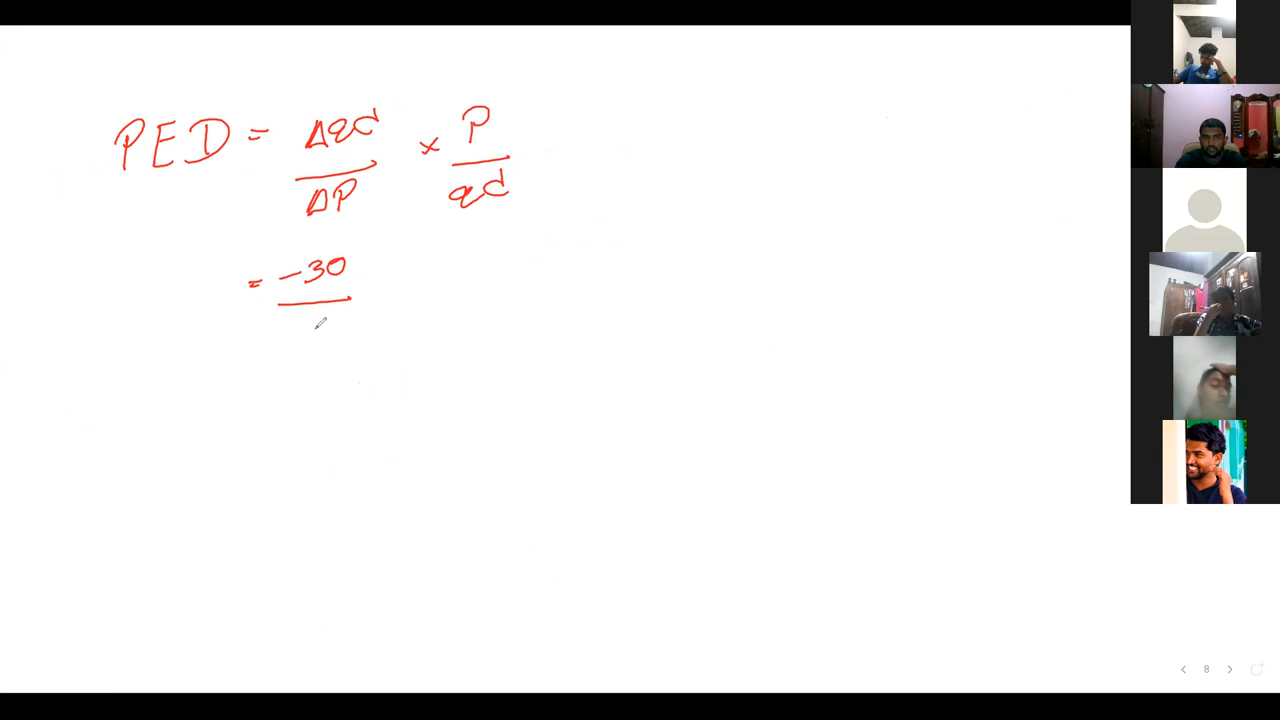 PED = Δqd × P
ΔP qd
= -30
8